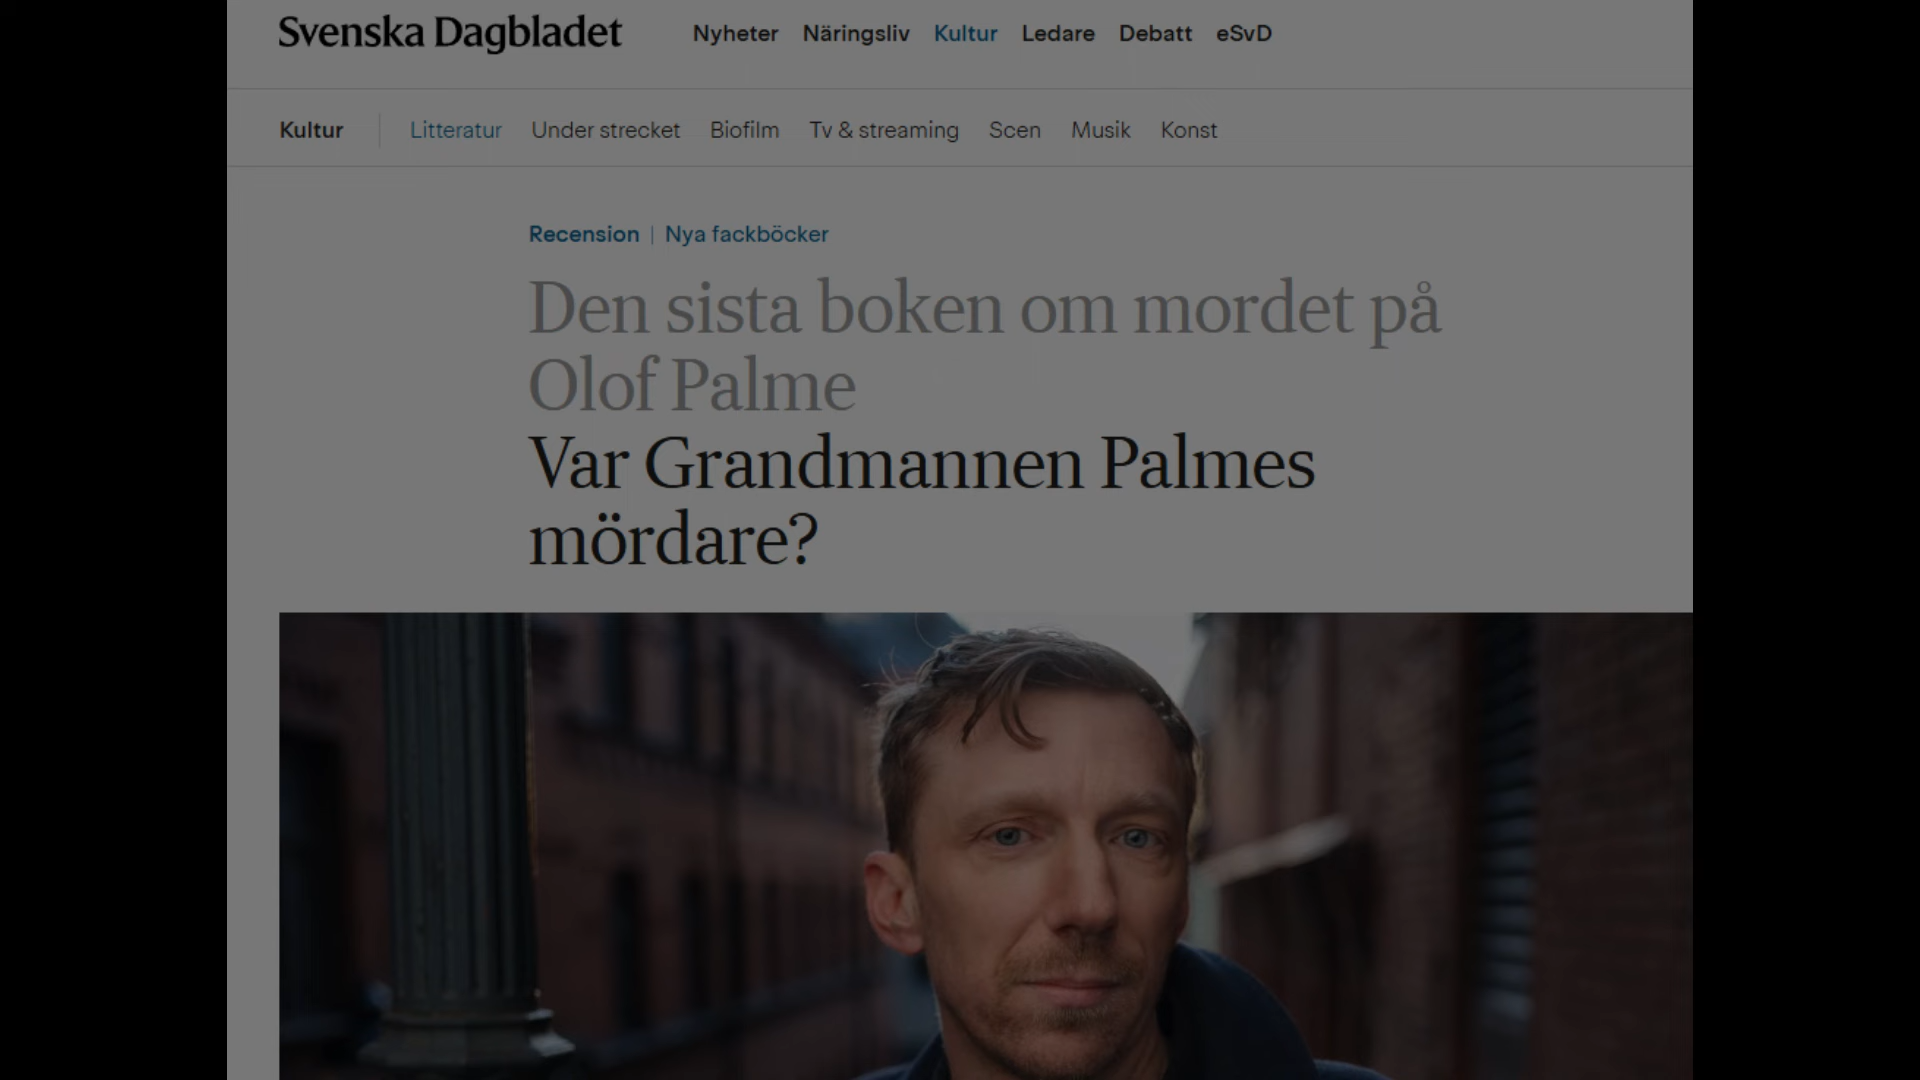 Svenska Dagbladet
Nyheter Näringsliv Kultur Ledare Debatt eSvD
Kultur Litteratur Under strecket Biofilm Tv & streaming Scen Musik Konst
Recension | Nya fackböcker
Den sista boken om mordet på
Olof Palme
Var Grandmannen Palmes
mördare?